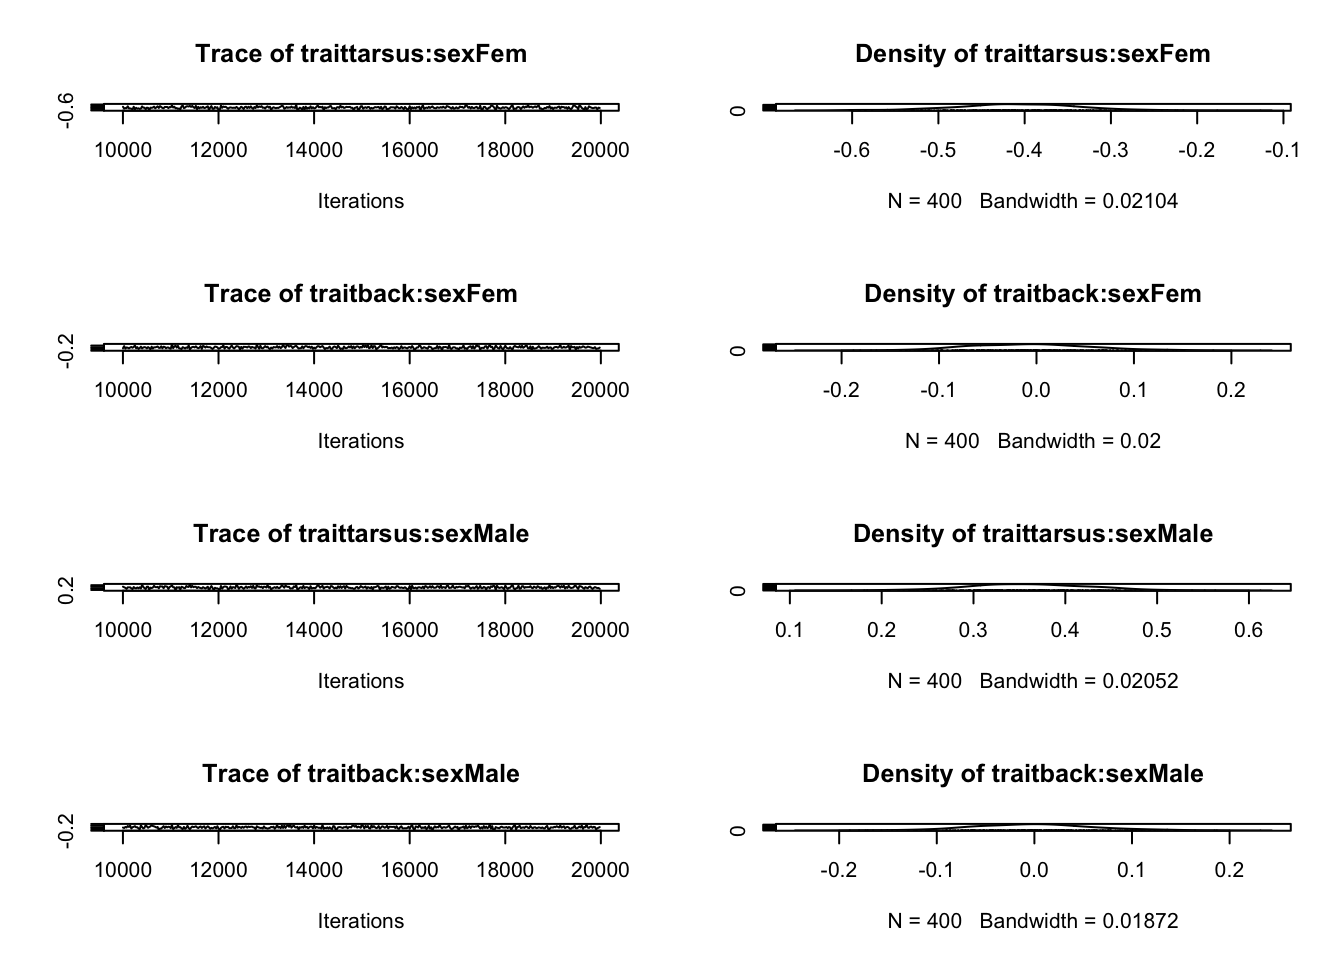 Trace of traittarsus:sexFem
-0.6
10000 12000 14000 16000 18000 20000
Iterations
Density of traittarsus:sexFem
0
-0.6 -0.5 -0.4 -0.3 -0.2 -0.1
N = 400 Bandwidth = 0.02104
Trace of traitback:sexFem
-0.2
10000 12000 14000 16000 18000 20000
Iterations
Density of traitback:sexFem
0
-0.2 -0.1 0.0 0.1 0.2
N = 400 Bandwidth = 0.02
Trace of traittarsus:sexMale
0.2
10000 12000 14000 16000 18000 20000
Iterations
Density of traittarsus:sexMale
0
0.1 0.2 0.3 0.4 0.5 0.6
N = 400 Bandwidth = 0.02052
Trace of traitback:sexMale
-0.2
10000 12000 14000 16000 18000 20000
Iterations
Density of traitback:sexMale
0
-0.2 -0.1 0.0 0.1 0.2
N = 400 Bandwidth = 0.01872